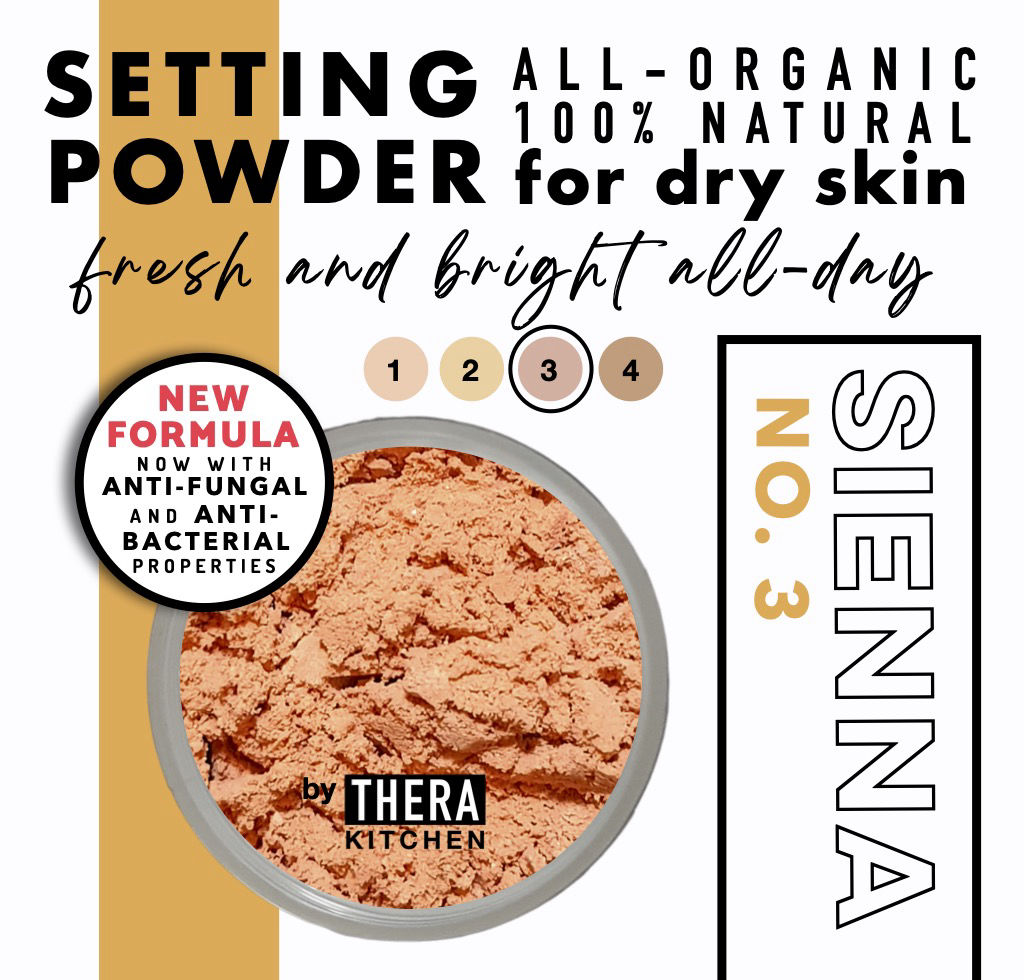 SETTING
POWDER
ALL-ORGANIC
100% NATURAL
for dry skin
fresh and bright all-day
1 2 3 4
NEW
FORMULA
NOW WITH
ANTI-FUNGAL
AND ANTI-
BACTERIAL
PROPERTIES
SIENNA
NO. 3
by THERA
KITCHEN